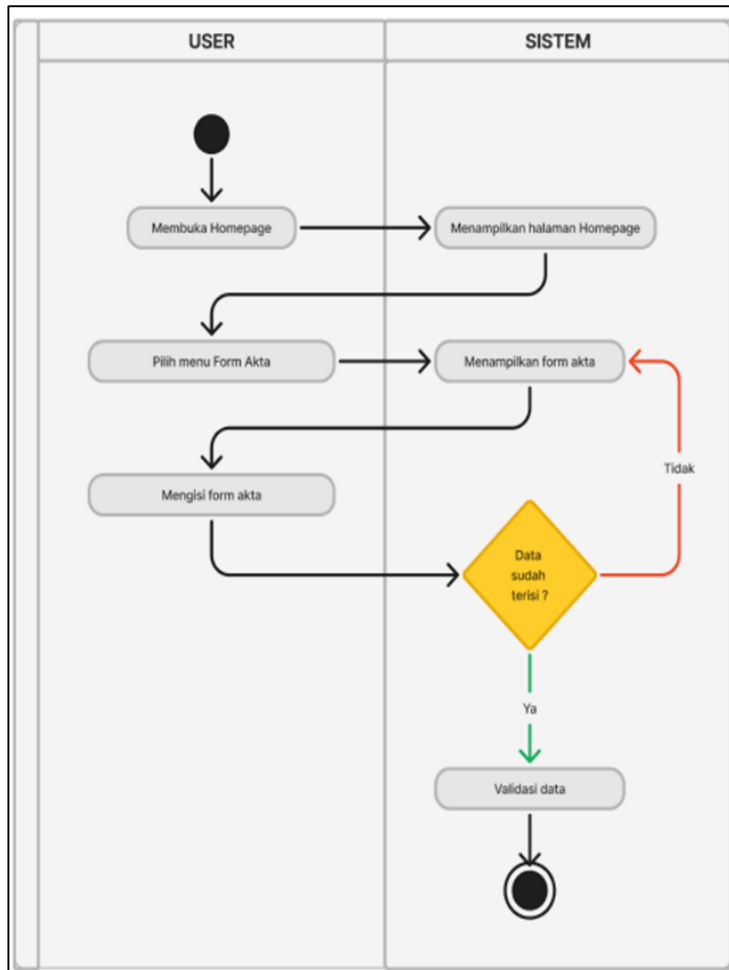 USER
SISTEM
Membuka Homepage
Menampilkan halaman Homepage
Pilih menu Form Akta
Menampilkan form akta
Tidak
Mengisi form akta
Data
sudah
terisi ?
Ya
Validasi data